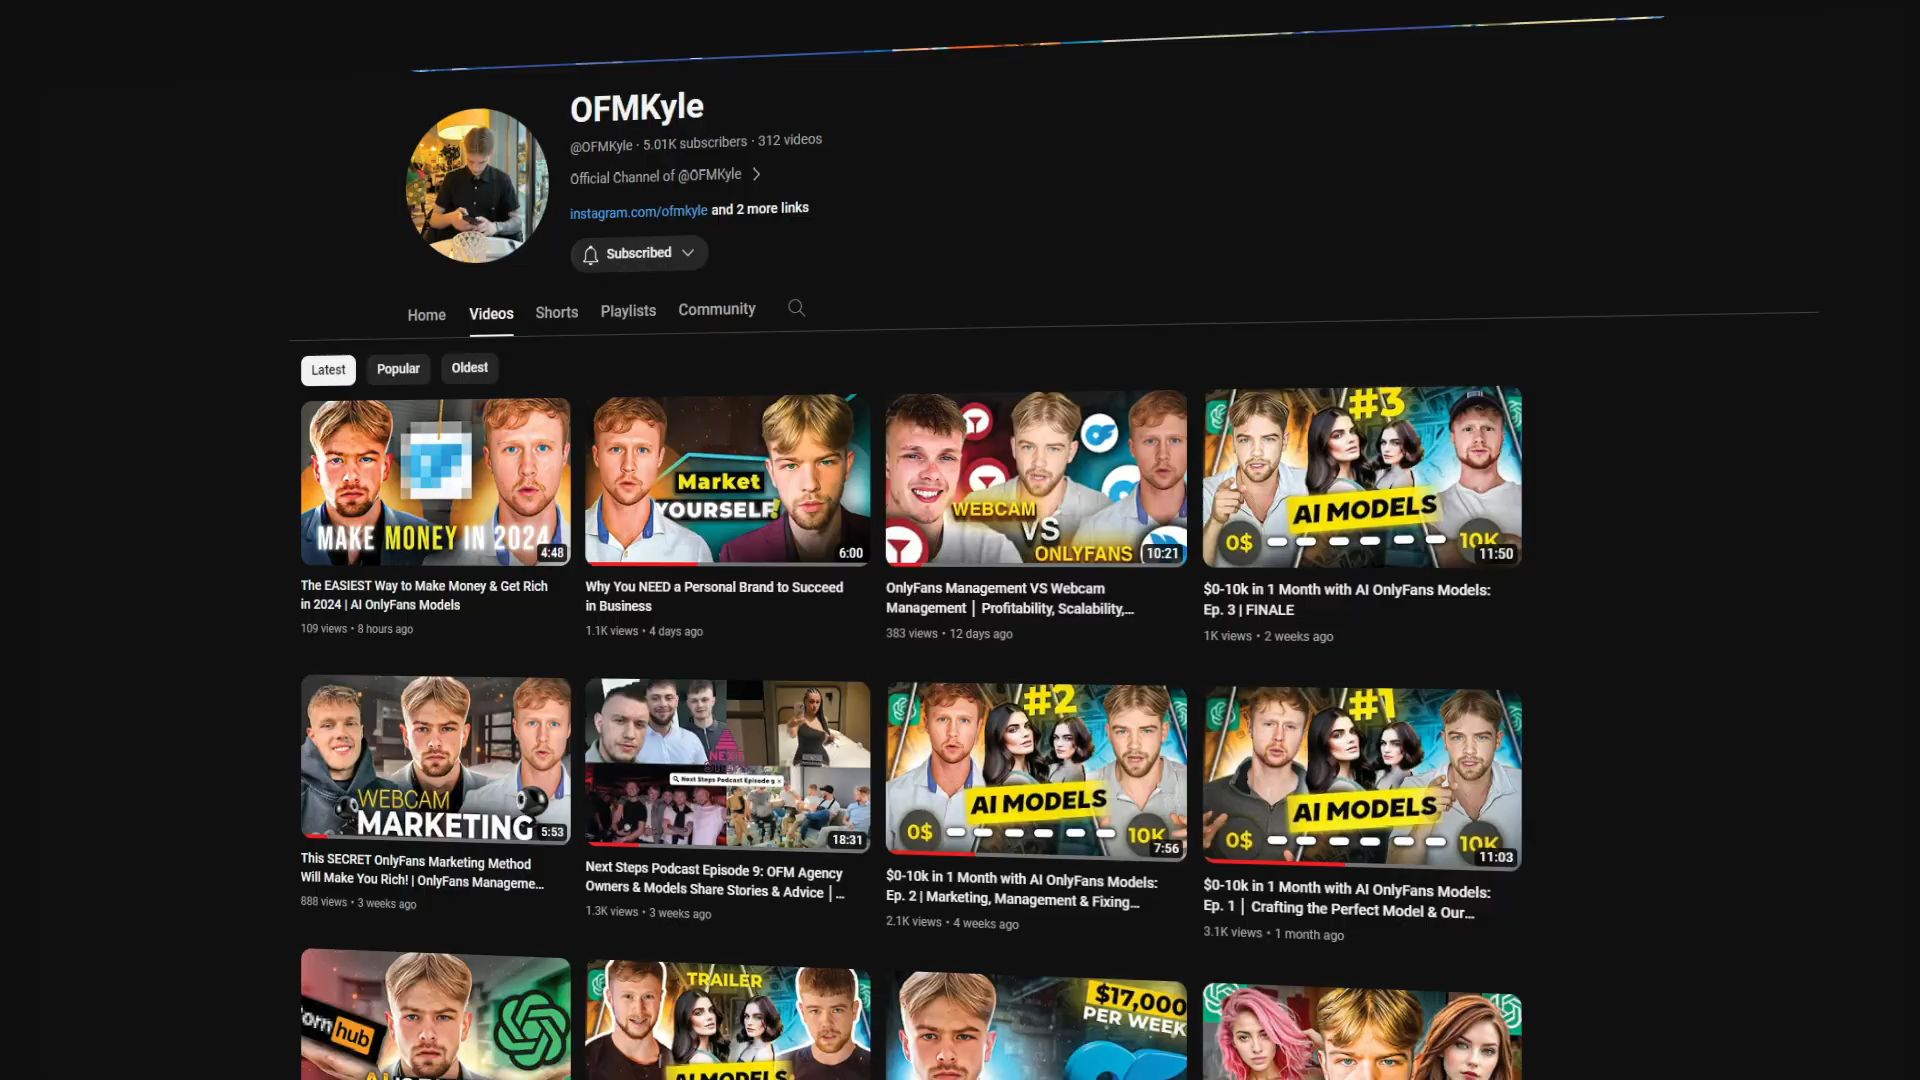 OFMKyle
@OFMKyle · 5.01K subscribers · 312 videos
Official Channel of @OFMKyle
instagram.com/ofmkyle and 2 more links
Subscribed
Home Videos Shorts Playlists Community
Latest Popular Oldest
MAKE MONEY IN 2024
4:48
The EASIEST Way to Make Money & Get Rich
in 2024 | AI OnlyFans Models
109 views • 8 hours ago
Market
YOURSELF!
6:00
Why You NEED a Personal Brand to Succeed
in Business
1.1K views • 4 days ago
WEBCAM
VS
ONLYFANS
10:21
OnlyFans Management VS Webcam
Management | Profitability, Scalability,...
383 views • 12 days ago
#3
AI MODELS
0$
10K
11:50
$0-10k in 1 Month with AI OnlyFans Models:
Ep. 3 | FINALE
1K views • 2 weeks ago
WEBCAM
MARKETING
5:53
This SECRET OnlyFans Marketing Method
Will Make You Rich! | OnlyFans Manageme...
888 views • 3 weeks ago
NEXT
Next Steps Podcast Episode 9
18:31
Next Steps Podcast Episode 9: OFM Agency
Owners & Models Share Stories & Advice | ...
1.3K views • 3 weeks ago
#2
AI MODELS
0$
10K
7:56
$0-10k in 1 Month with AI OnlyFans Models:
Ep. 2 | Marketing, Management & Fixing...
2.1K views • 4 weeks ago
#1
AI MODELS
0$
10K
11:03
$0-10k in 1 Month with AI OnlyFans Models:
Ep. 1 | Crafting the Perfect Model & Our...
3.1K views • 1 month ago
hub
TRAILER
AI MODELS
$17,000
PER WEEK